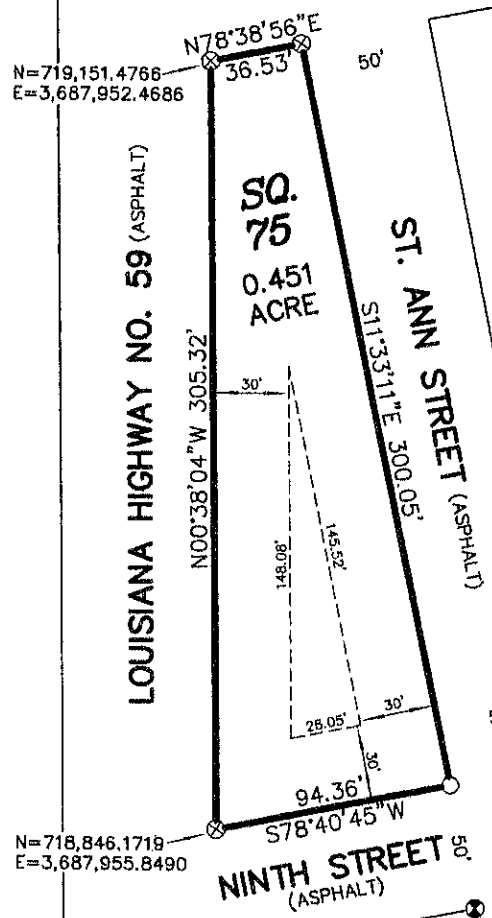 N78°38'56"E
36.53'
50'
N=719,151.4766
E=3,687,952.4686
SQ.
75
0.451
ACRE
LOUISIANA HIGHWAY NO. 59 (ASPHALT)
N00°38'04"W 305.32'
ST. ANN STREET (ASPHALT)
S11°33'11"E 300.05'
30'
148.08'
145.52'
28.05'
30'
30'
94.36'
S78°40'45"W
N=718,846.1719
E=3,687,955.8490
NINTH STREET 50'
(ASPHALT)